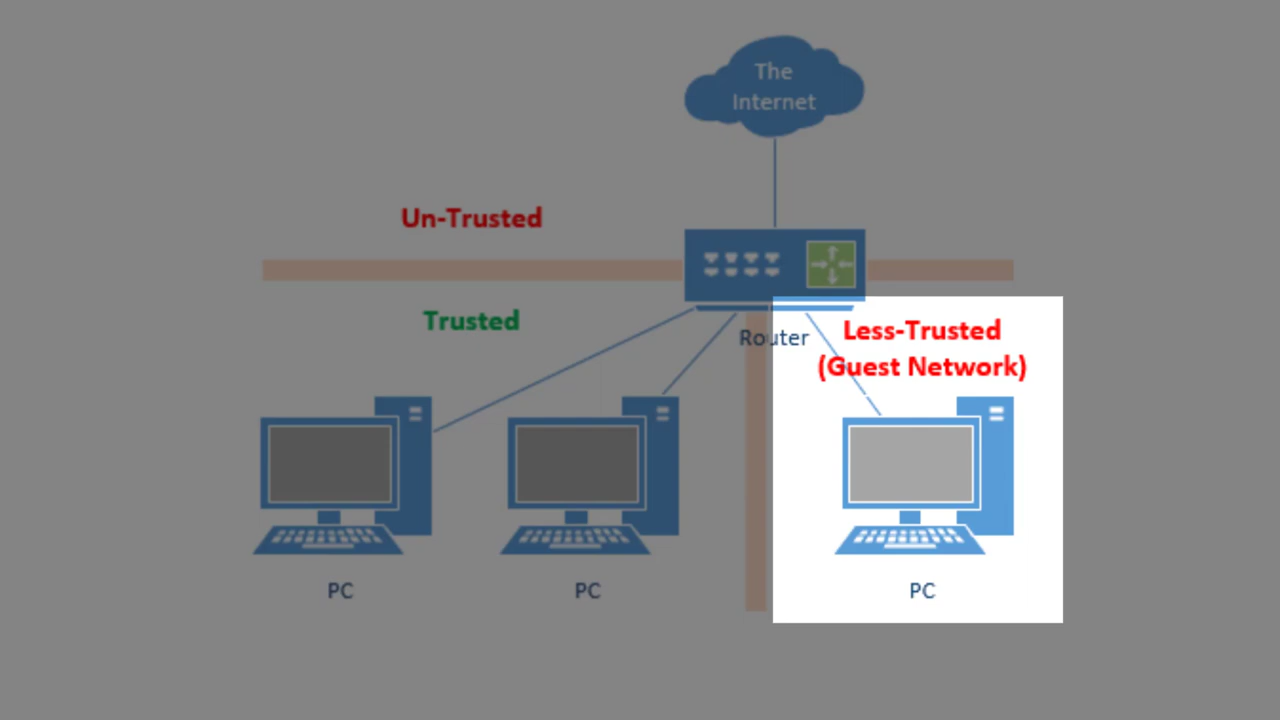 The
Internet
Un-Trusted
Trusted
Router
Less-Trusted
(Guest Network)
PC
PC
PC